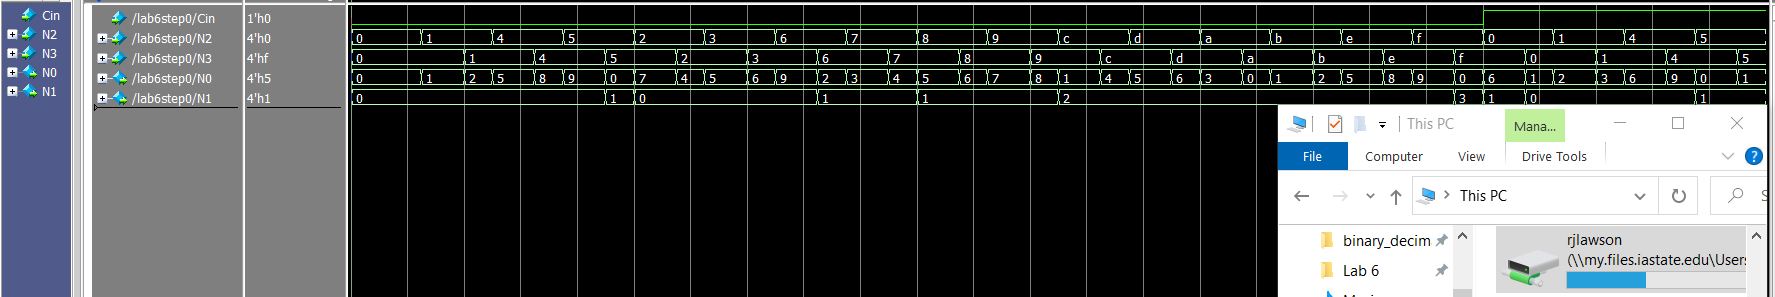 Cin
N2
N3
N0
N1
/lab6step0/Cin 1'h0
/lab6step0/N2 4'h0 0 1 4 5 2 3 6 7 8 9 c d a b e f 0 1 4 5
/lab6step0/N3 4'hf 0 1 4 5 2 3 6 7 8 9 c d a b e f 0 1 4 5
/lab6step0/N0 4'h5 0 1 2 5 8 9 0 7 4 5 6 9 2 3 4 5 6 7 8 1 4 5 6 3 0 1 2 5 8 9 0 6 1 2 3 6 9 0 1
/lab6step0/N1 4'h1 0 1 0 1 1 2 3 1 0 1
This PC
Mana...
File Computer View Drive Tools
This PC
binary_decim
Lab 6
rjlawson
(\\my.files.iastate.edu\Users